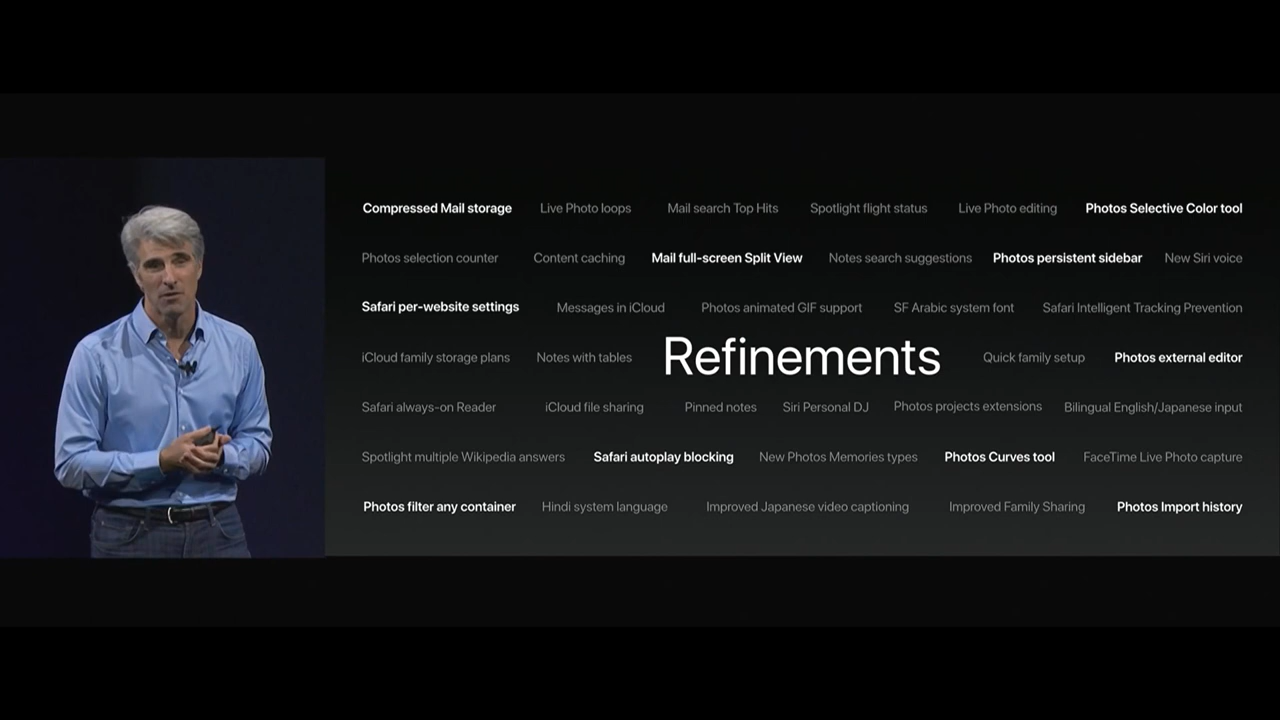 Compressed Mail storage Live Photo loops Mail search Top Hits Spotlight flight status Live Photo editing Photos Selective Color tool
Photos selection counter Content caching Mail full-screen Split View Notes search suggestions Photos persistent sidebar New Siri voice
Safari per-website settings Messages in iCloud Photos animated GIF support SF Arabic system font Safari Intelligent Tracking Prevention
iCloud family storage plans Notes with tables Refinements Quick family setup Photos external editor
Safari always-on Reader iCloud file sharing Pinned notes Siri Personal DJ Photos projects extensions Bilingual English/Japanese input
Spotlight multiple Wikipedia answers Safari autoplay blocking New Photos Memories types Photos Curves tool FaceTime Live Photo capture
Photos filter any container Hindi system language Improved Japanese video captioning Improved Family Sharing Photos Import history